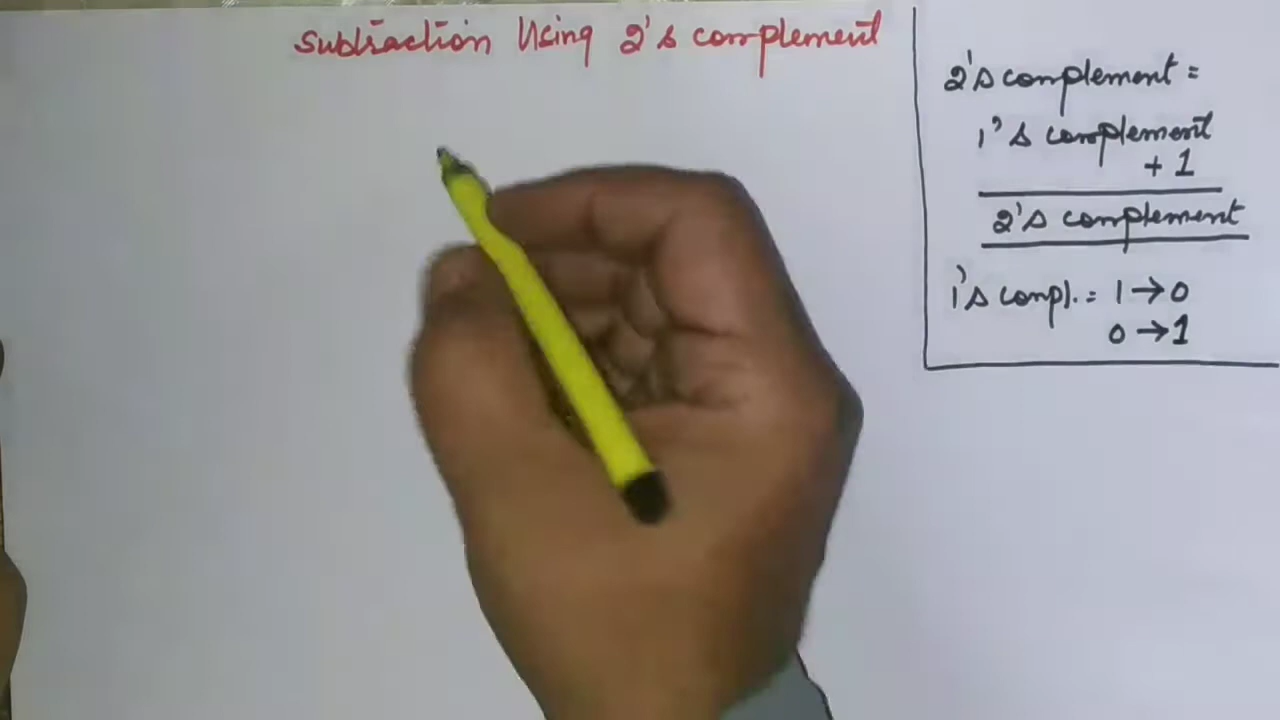 Subtraction Using 2's complement
2's complement =
1's complement
+ 1
2's complement
1's compl. = 1→0
0→1